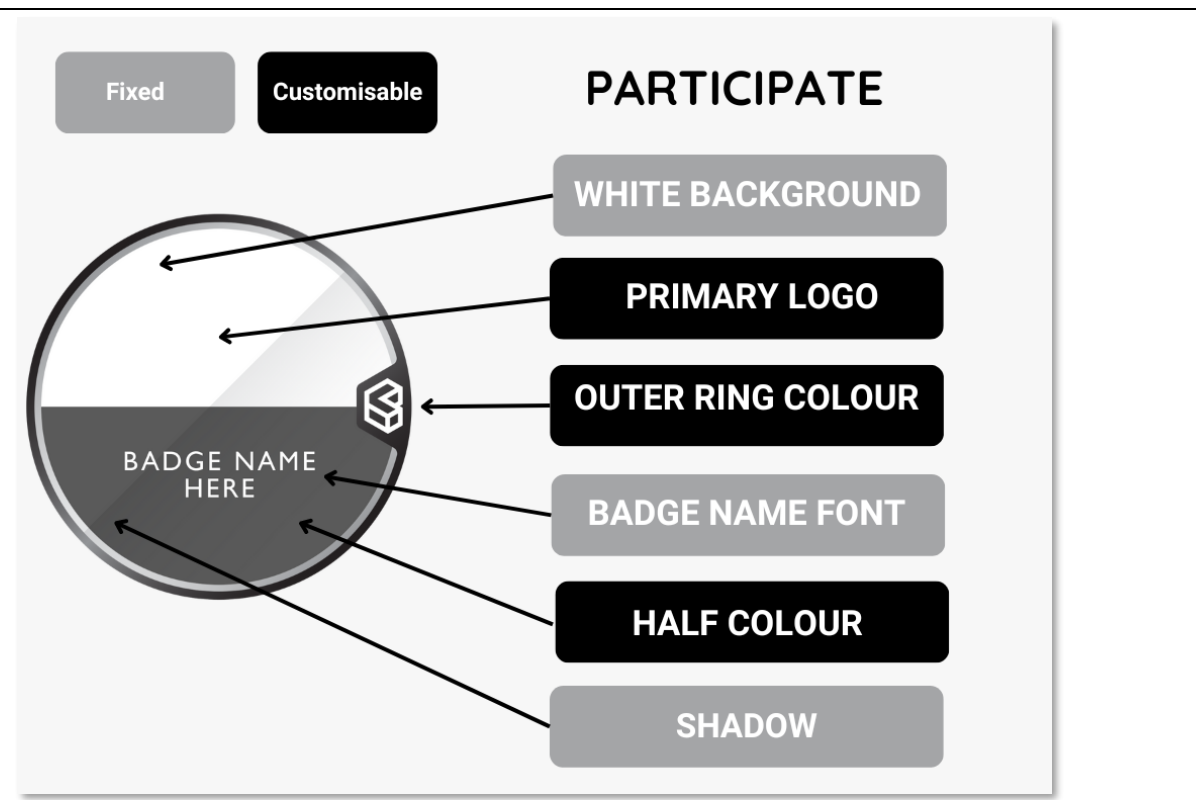 Fixed
Customisable
PARTICIPATE
WHITE BACKGROUND
PRIMARY LOGO
OUTER RING COLOUR
BADGE NAME
HERE
BADGE NAME FONT
HALF COLOUR
SHADOW